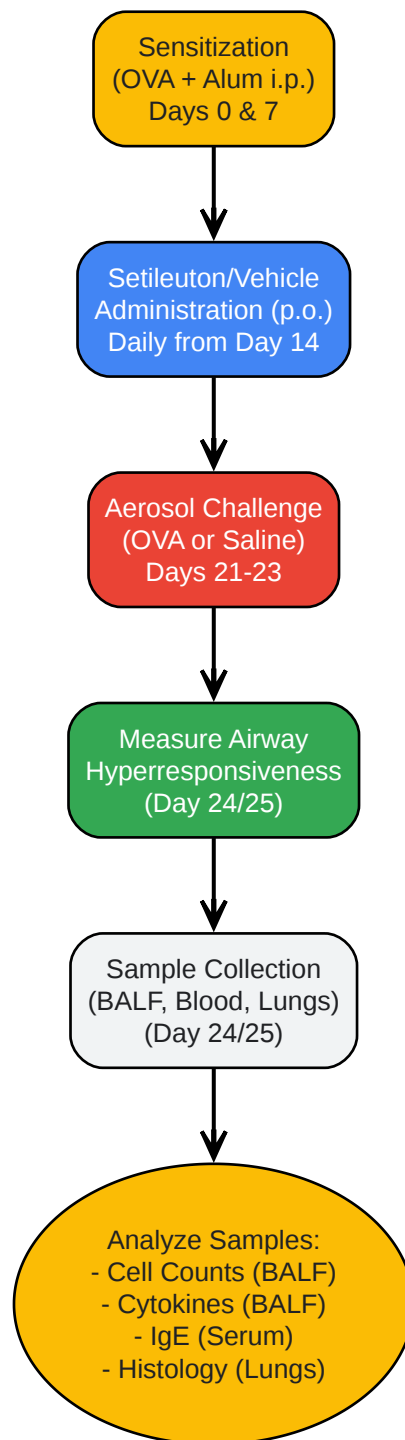 Sensitization
(OVA + Alum i.p.)
Days 0 & 7
Setileuton/Vehicle
Administration (p.o.)
Daily from Day 14
Aerosol Challenge
(OVA or Saline)
Days 21-23
Measure Airway
Hyperresponsiveness
(Day 24/25)
Sample Collection
(BALF, Blood, Lungs)
(Day 24/25)
Analyze Samples:
- Cell Counts (BALF)
- Cytokines (BALF)
- IgE (Serum)
- Histology (Lungs)